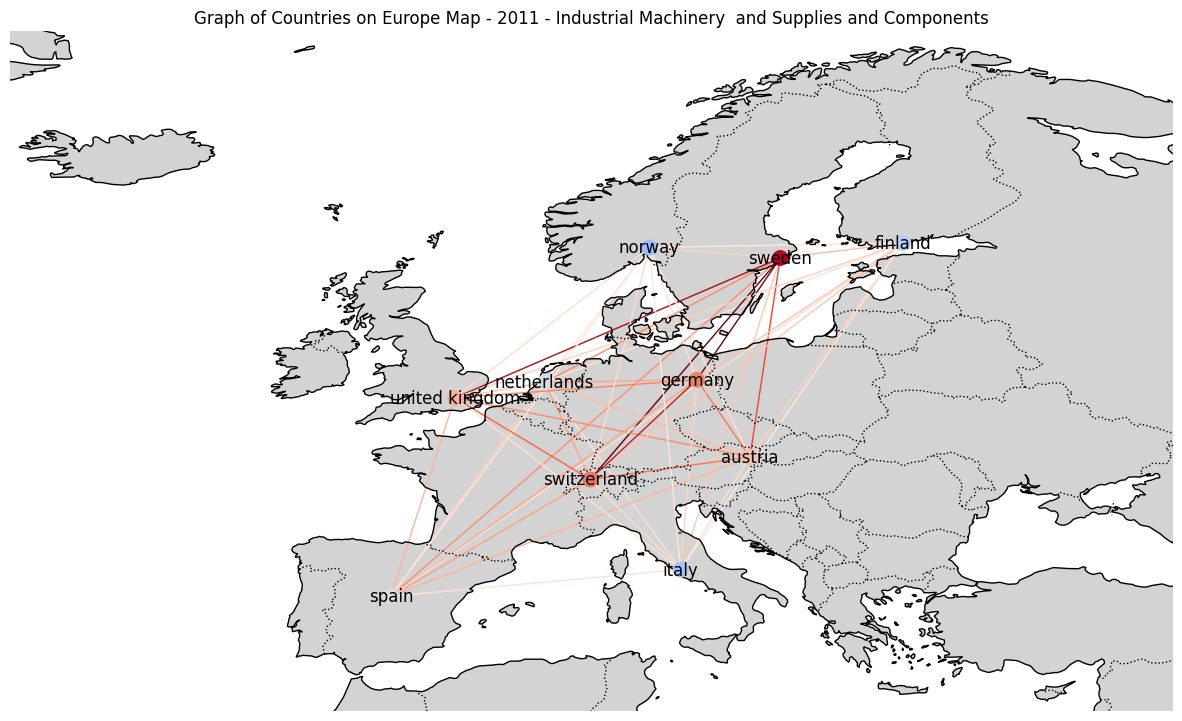 Graph of Countries on Europe Map - 2011 - Industrial Machinery  and Supplies and Components
norway
sweden
finland
netherlands
germany
united kingdom
austria
switzerland
italy
spain